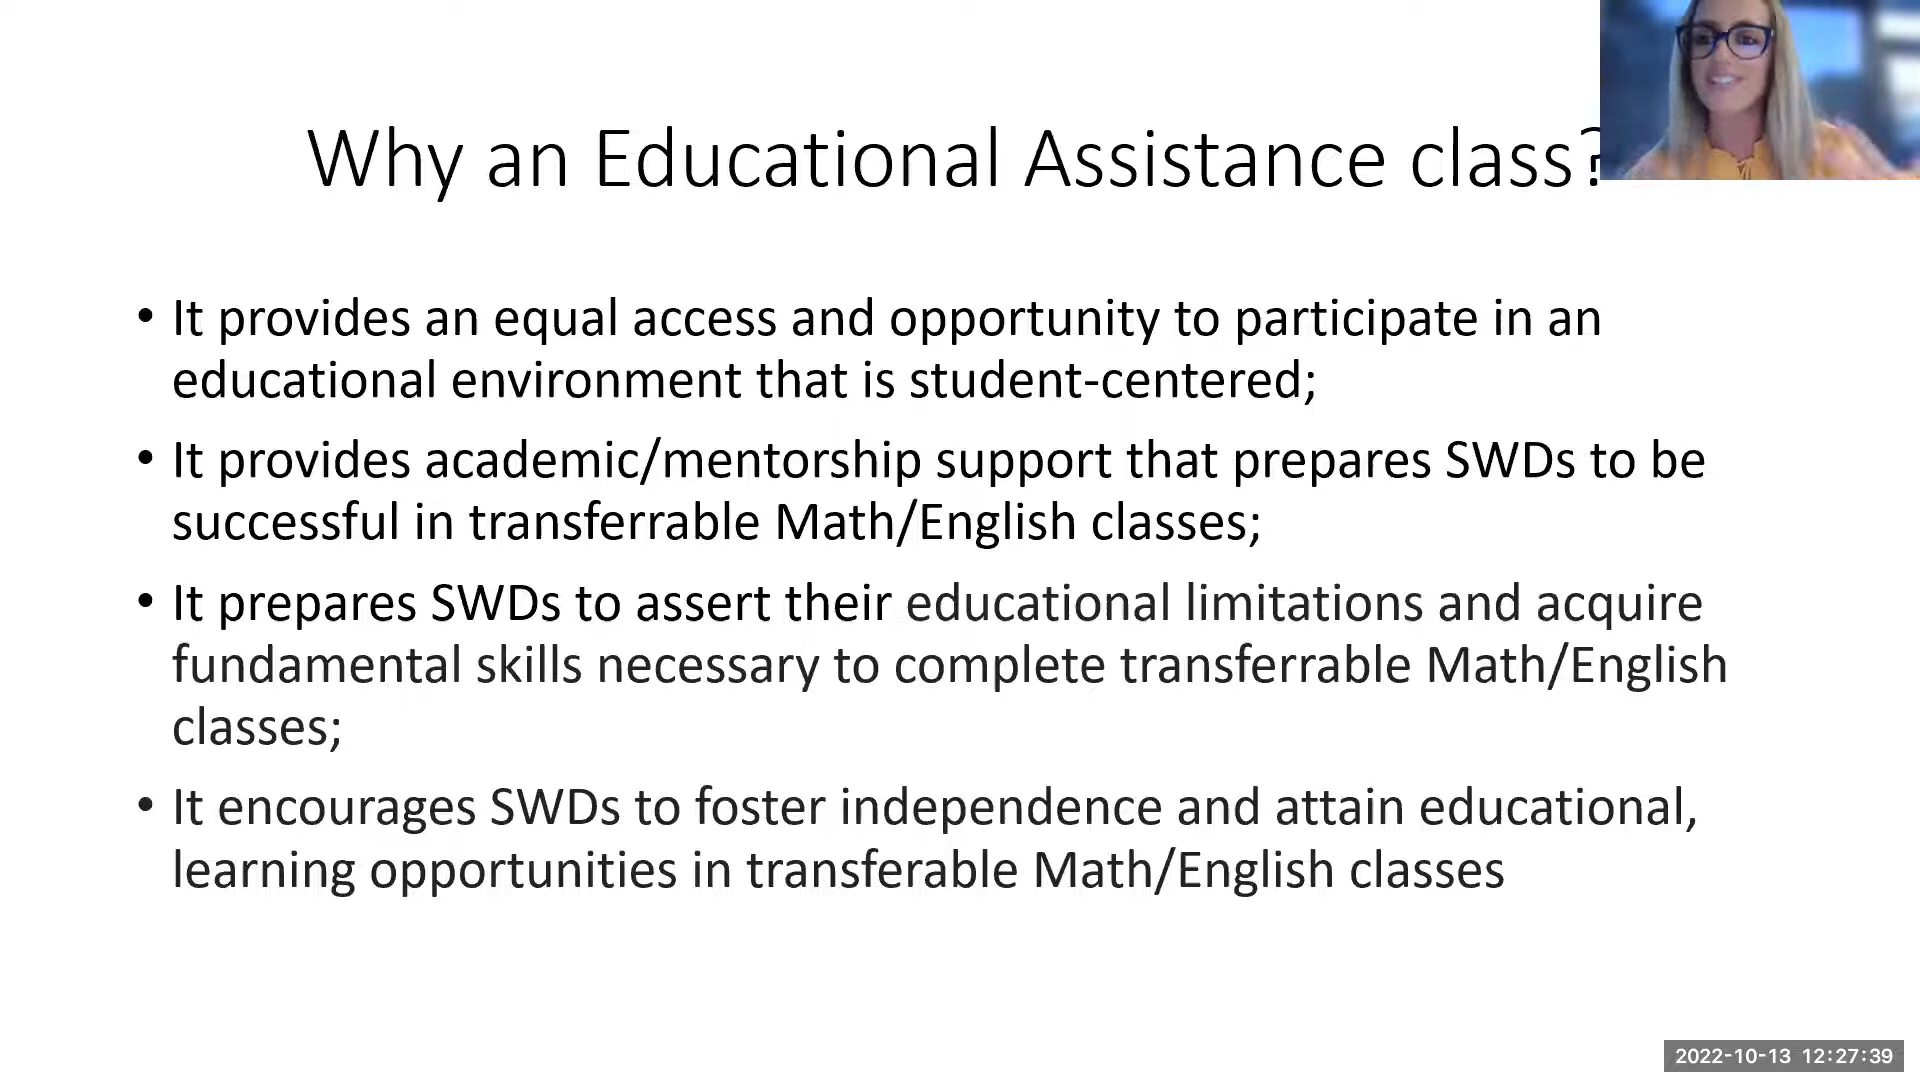 Why an Educational Assistance class?
• It provides an equal access and opportunity to participate in an
educational environment that is student-centered;
• It provides academic/mentorship support that prepares SWDs to be
successful in transferrable Math/English classes;
• It prepares SWDs to assert their educational limitations and acquire
fundamental skills necessary to complete transferrable Math/English
classes;
• It encourages SWDs to foster independence and attain educational,
learning opportunities in transferable Math/English classes
2022-10-13 12:27:39